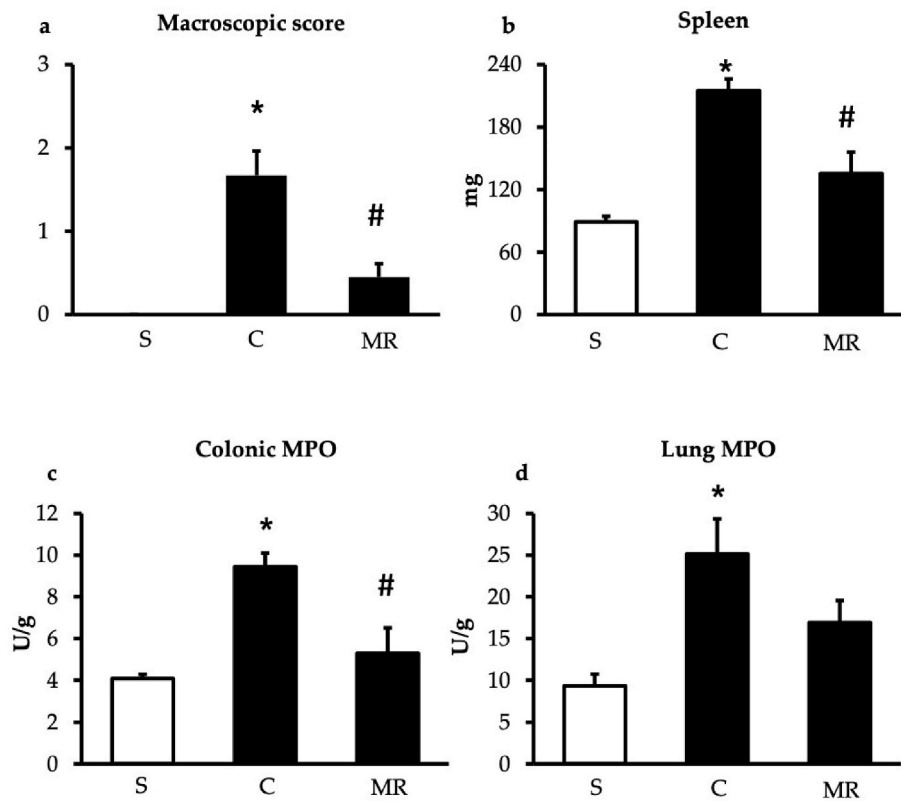 a Macroscopic score
3
2
1
0
*
#
S C MR
b Spleen
mg
240
180
120
60
0
*
#
S C MR
c Colonic MPO
U/g
12
10
8
6
4
2
0
*
#
S C MR
d Lung MPO
U/g
30
25
20
15
10
5
0
*
S C MR